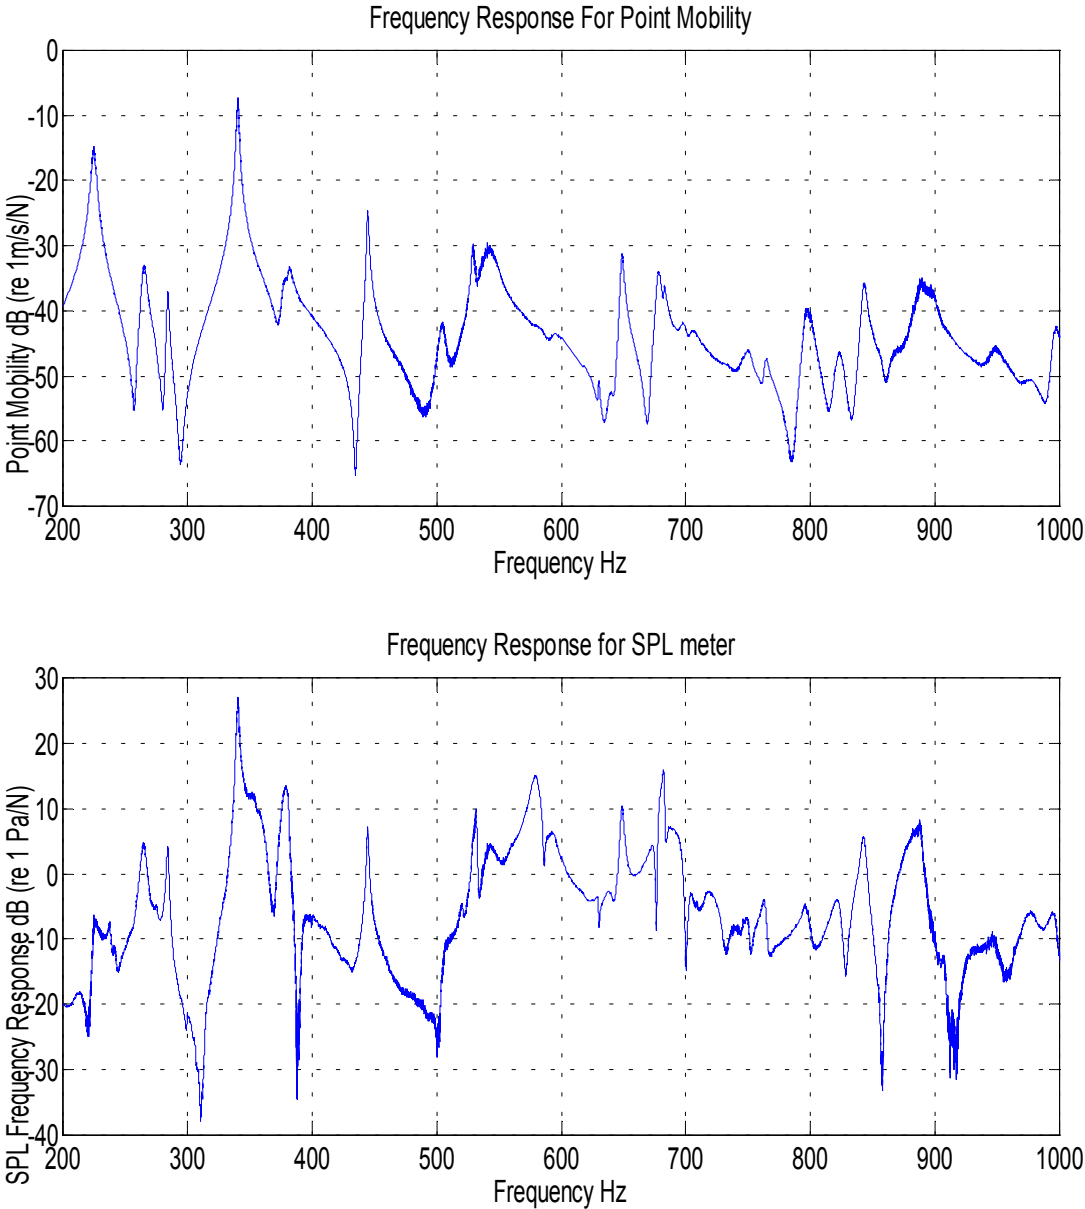 Frequency Response For Point Mobility
Point Mobility dB (re 1m/s/N)
0
-10
-20
-30
-40
-50
-60
-70
200 300 400 500 600 700 800 900 1000
Frequency Hz
Frequency Response for SPL meter
SPL Frequency Response dB (re 1 Pa/N)
30
20
10
0
-10
-20
-30
-40
200 300 400 500 600 700 800 900 1000
Frequency Hz